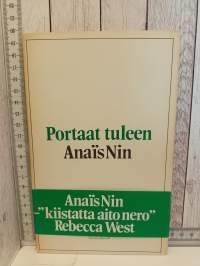 Portaat tuleen
Anaïs Nin
Anaïs Nin
-"kiistatta aito nero"
Rebecca West